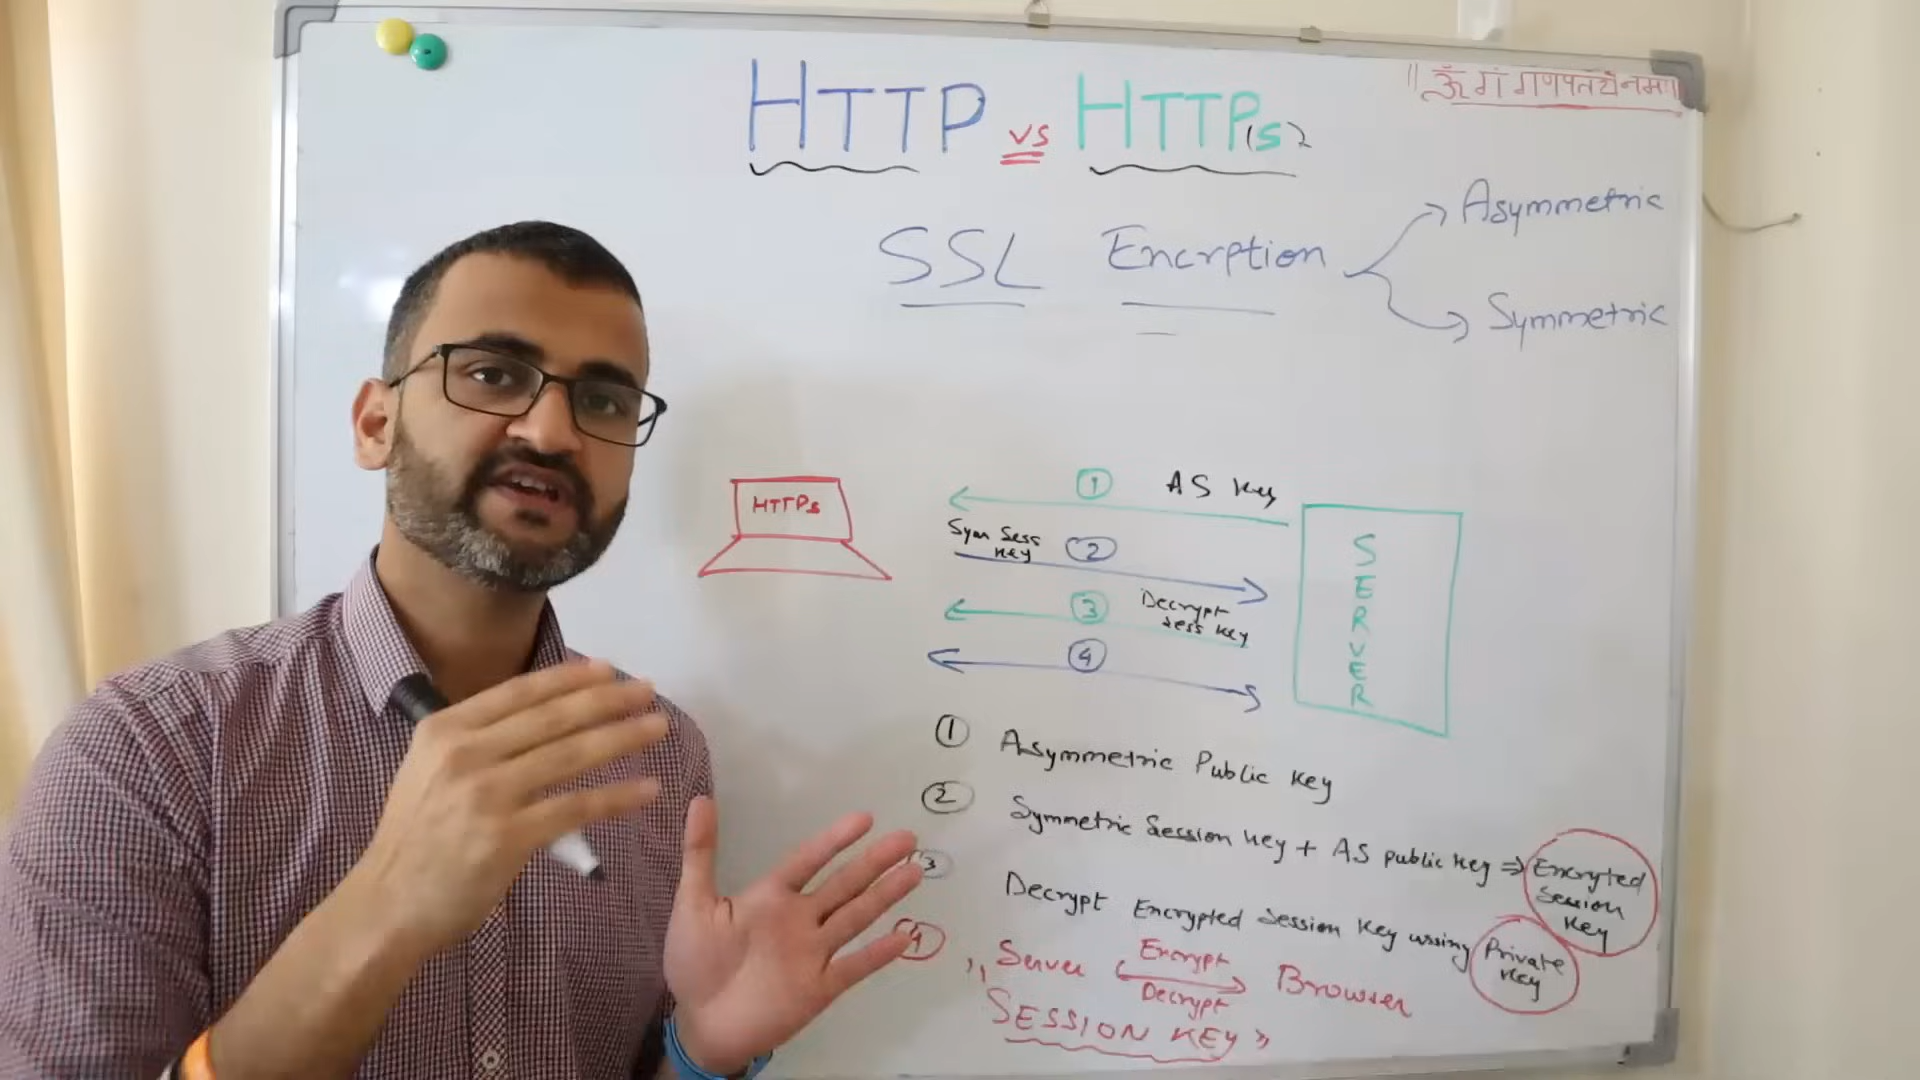 ॥ ॐ गं गणपतये नमः ॥
HTTP vs HTTP(S)
SSL Encrption
Asymmetric
Symmetric
HTTPs
1 AS Key
Sym Sess Key
2
3 Decrypt sess key
4
SERVER
1 Asymmetric Public Key
2 Symmetric Session Key + AS public key ⇒ Encryted Session Key
3 Decrypt Encrypted Session Key ussing Private Key
4 ,, Server Encrypt Decrypt Browser
SESSION KEY ”